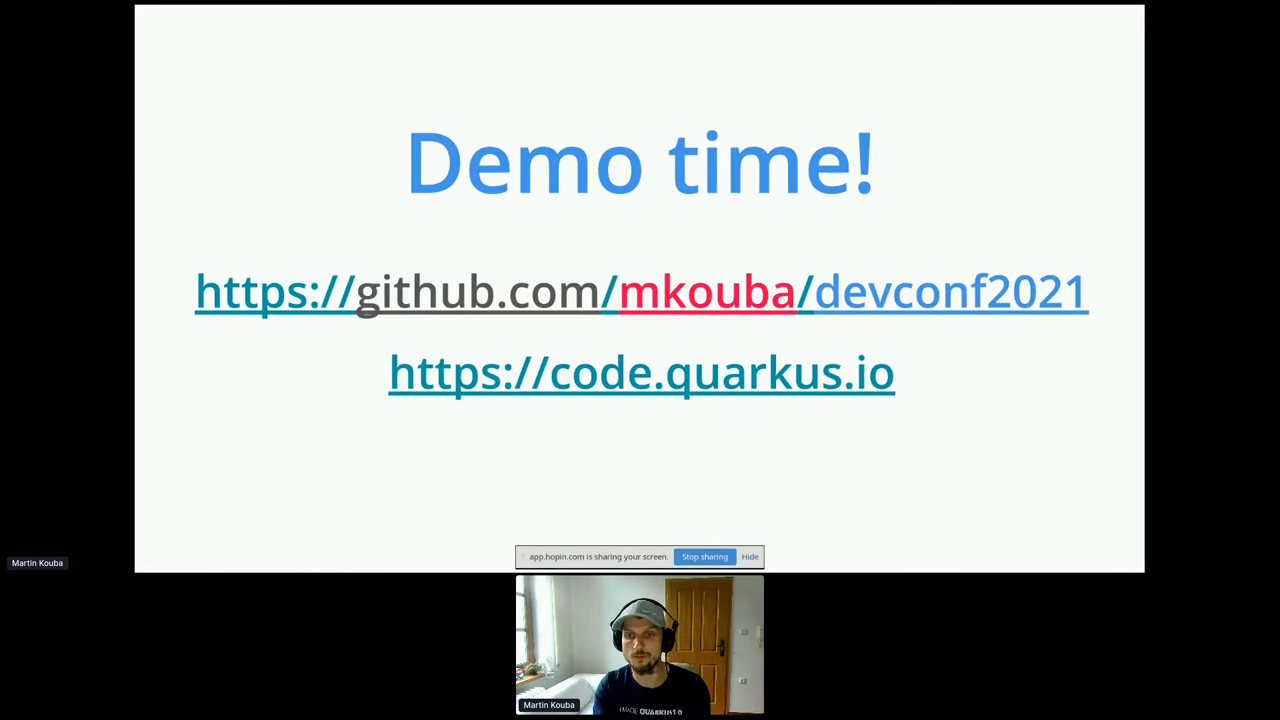 Demo time!
https://github.com/mkouba/devconf2021
https://code.quarkus.io
app.hopin.com is sharing your screen. Stop sharing Hide
Martin Kouba
Martin Kouba